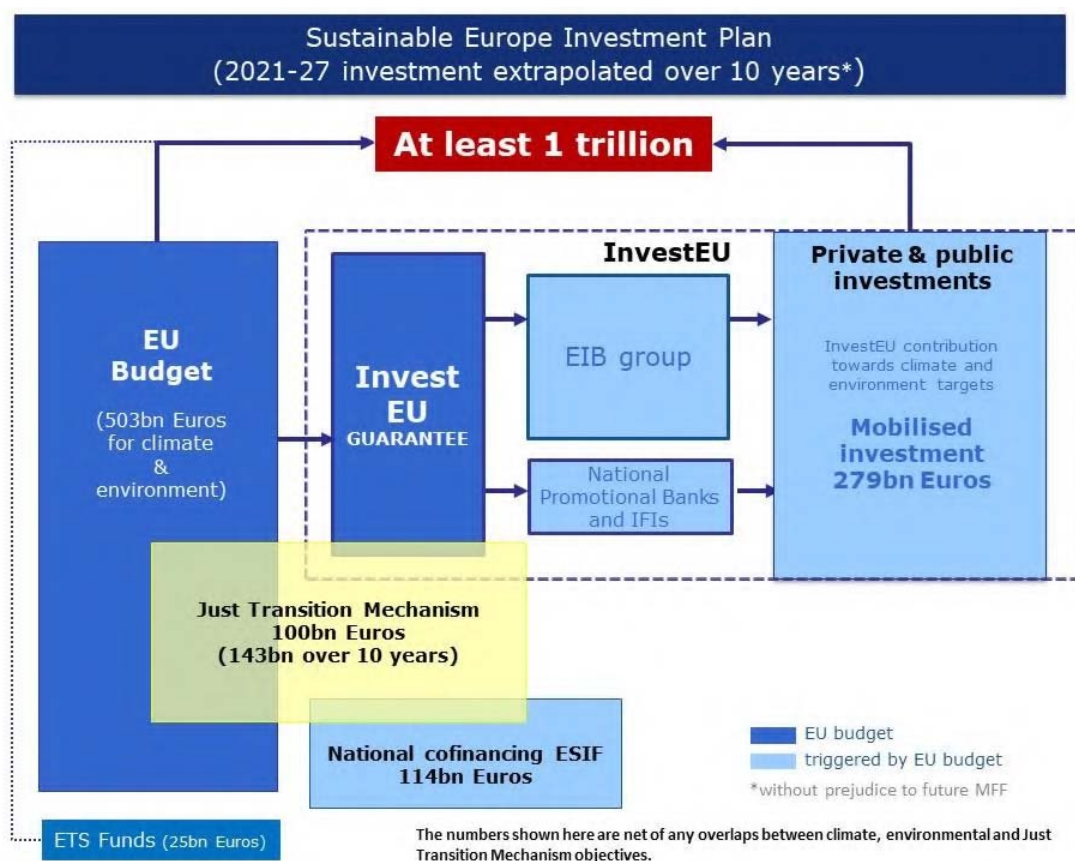 Sustainable Europe Investment Plan
(2021-27 investment extrapolated over 10 years*)
At least 1 trillion
EU
Budget
(503bn Euros
for climate
&
environment)
Invest
EU
GUARANTEE
InvestEU
EIB group
National
Promotional Banks
and IFIs
Private & public
investments
InvestEU contribution
towards climate and
environment targets
Mobilised
investment
279bn Euros
Just Transition Mechanism
100bn Euros
(143bn over 10 years)
National cofinancing ESIF
114bn Euros
EU budget
triggered by EU budget
*without prejudice to future MFF
ETS Funds (25bn Euros)
The numbers shown here are net of any overlaps between climate, environmental and Just
Transition Mechanism objectives.